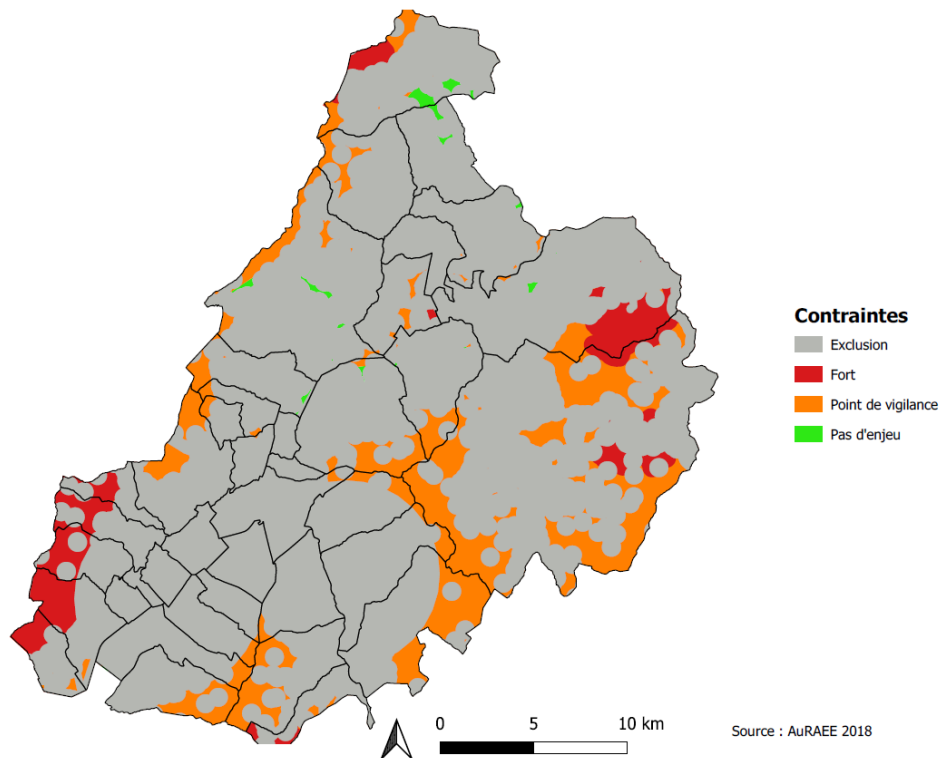 Contraintes
Exclusion
Fort
Point de vigilance
Pas d'enjeu
0 5 10 km
Source : AuRAEE 2018